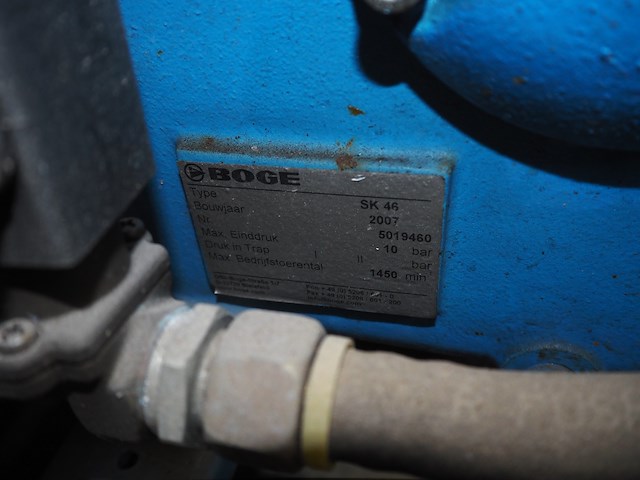 BOGE
Type SK 46
Bouwjaar 2007
Nr. 5019460
Max. Einddruk 10 bar
Druk in Trap I II bar
Max. Bedrijfstoerental 1450 min